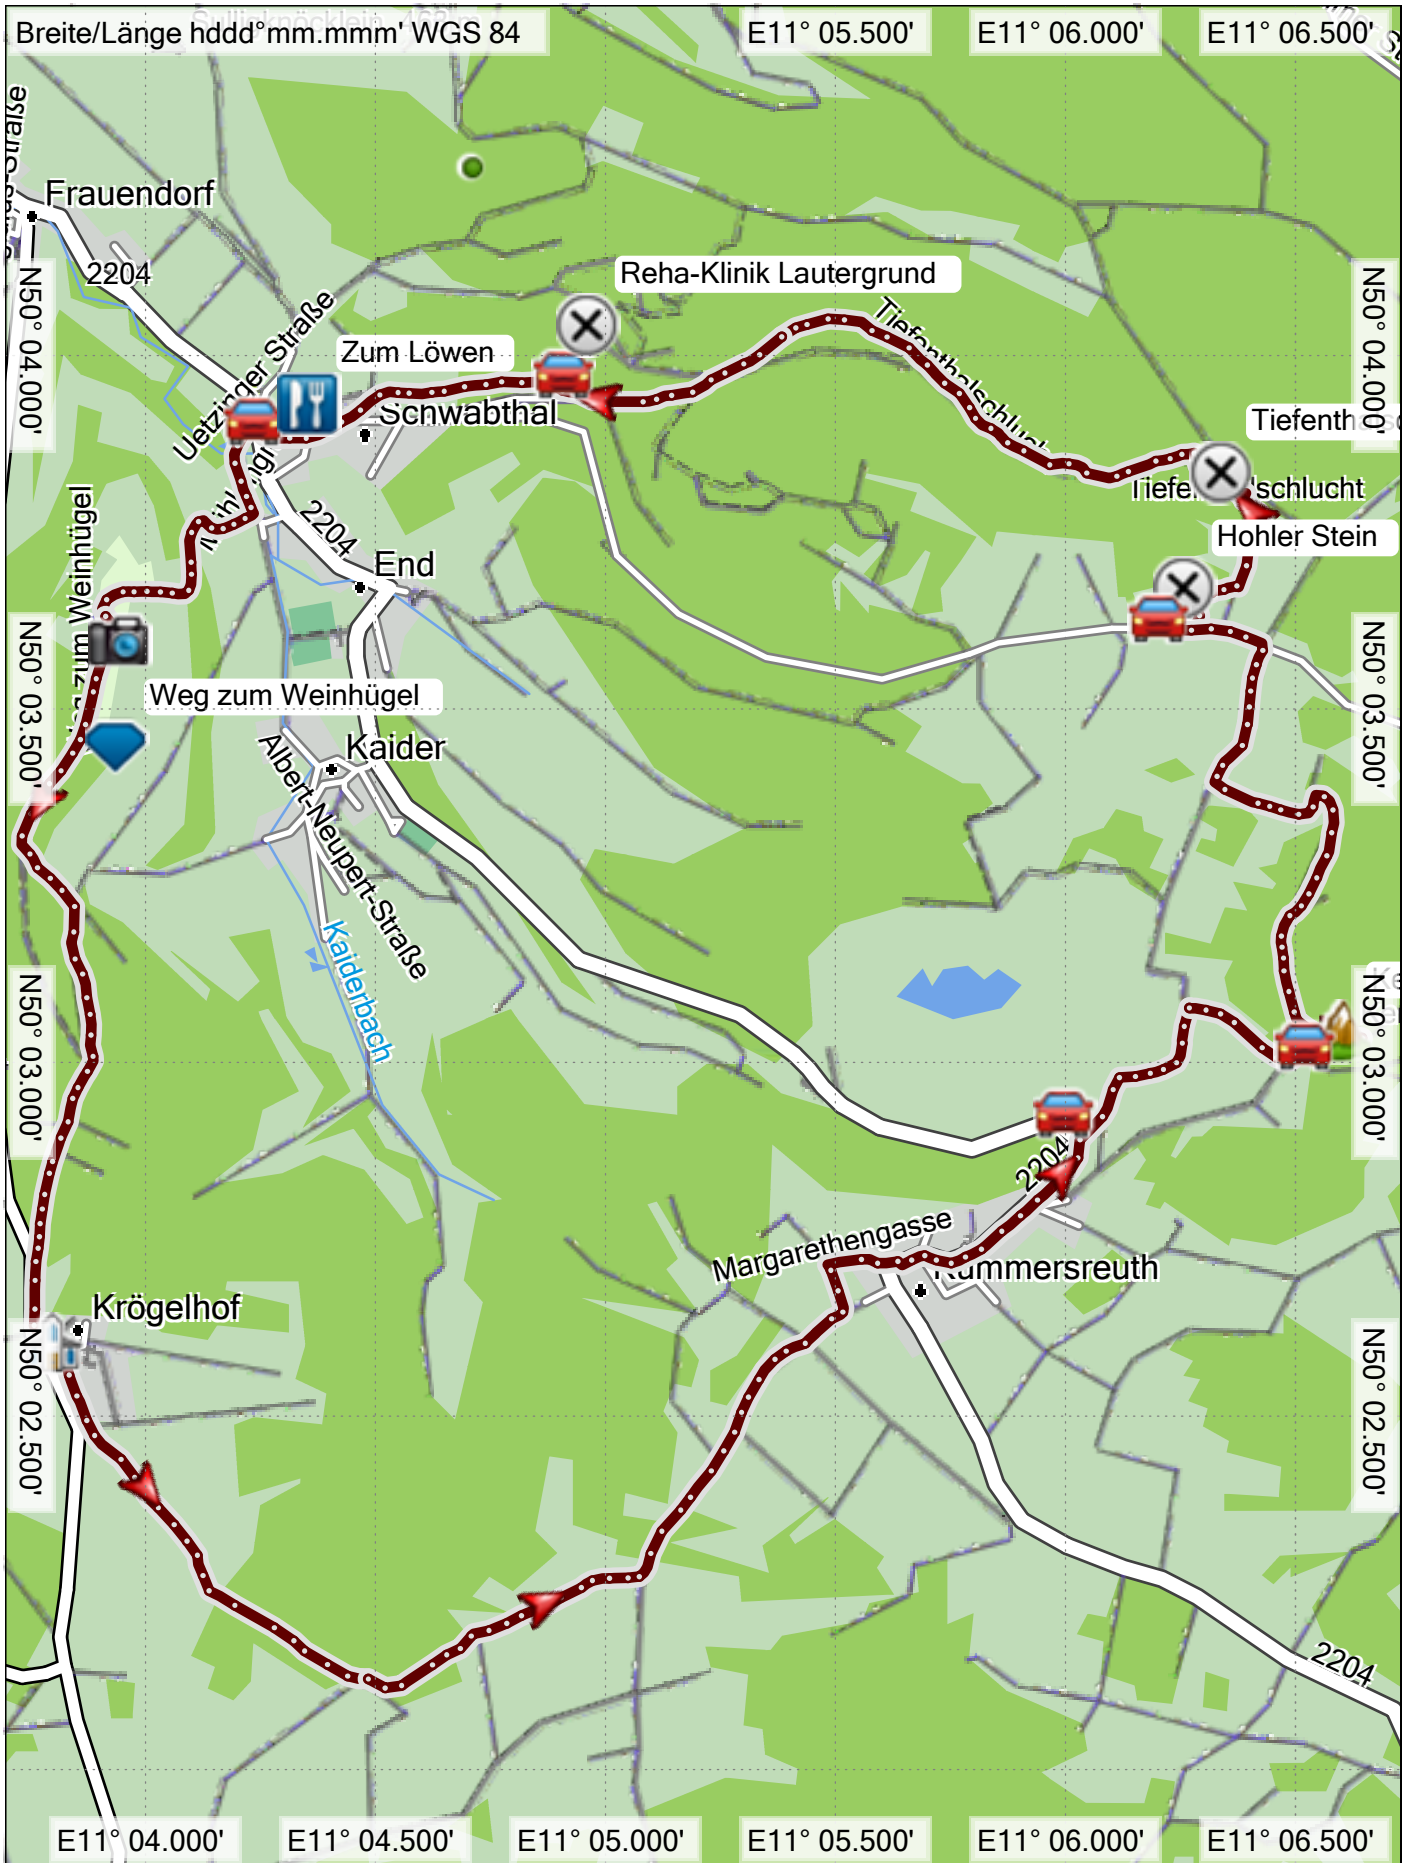 Breite/Länge hddd°mm.mmm' WGS 84
E11° 05.500'
E11° 06.000'
E11° 06.500'
Frauendorf
2204
Reha-Klinik Lautergrund
N50° 04.000'
N50° 04.000'
Uetzinger Straße
Zum Löwen
Tiefenthalschlucht
Schwabthal
Tiefenthalschlucht
Hohler Stein
2204
End
Weg zum Weinhügel
N50° 03.500'
N50° 03.500'
Weg zum Weinhügel
Kaider
Albert-Neupert-Straße
Kaiderbach
N50° 03.000'
N50° 03.000'
2204
Margarethengasse
Kümmersreuth
Krögelhof
N50° 02.500'
N50° 02.500'
2204
E11° 04.000'
E11° 04.500'
E11° 05.000'
E11° 05.500'
E11° 06.000'
E11° 06.500'